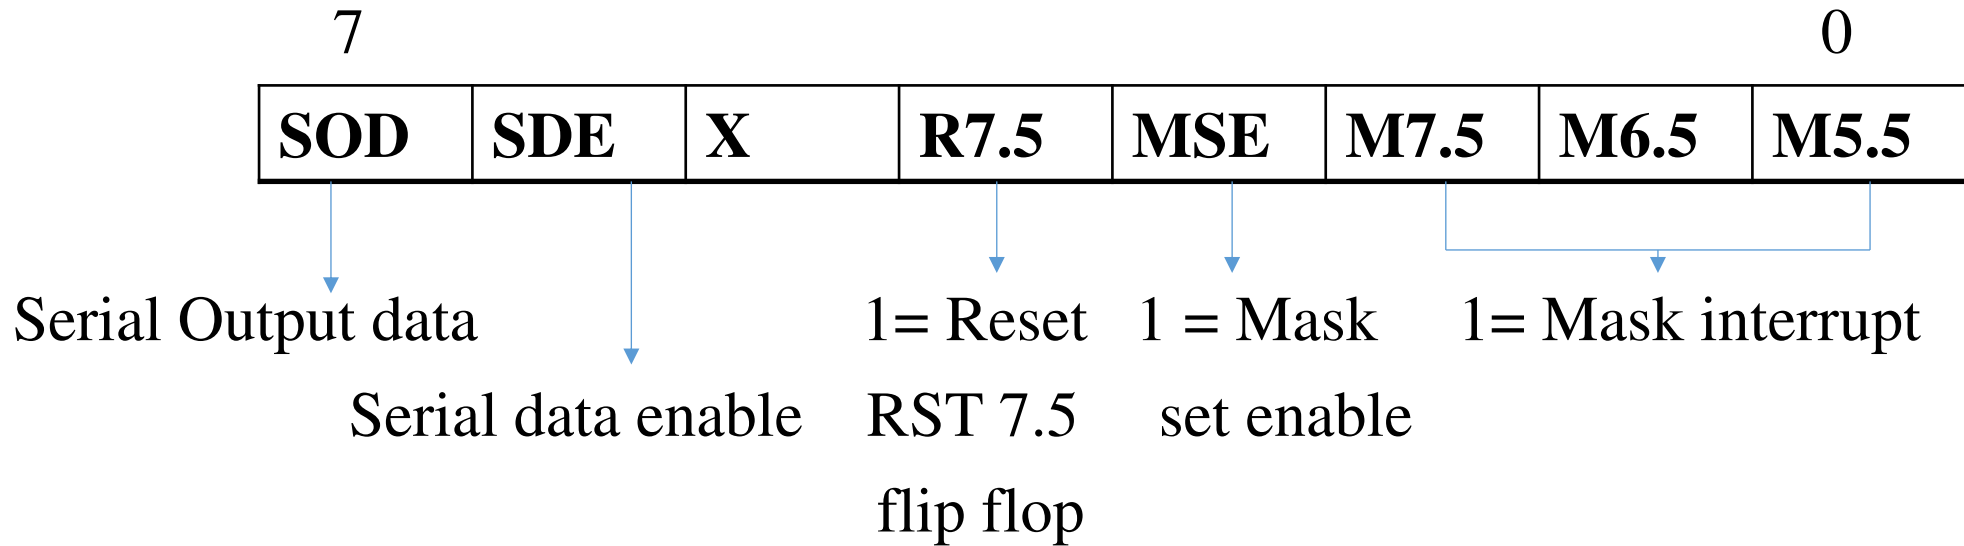 7 0
SOD SDE X R7.5 MSE M7.5 M6.5 M5.5
Serial Output data 1= Reset 1 = Mask 1= Mask interrupt
Serial data enable RST 7.5 set enable
flip flop